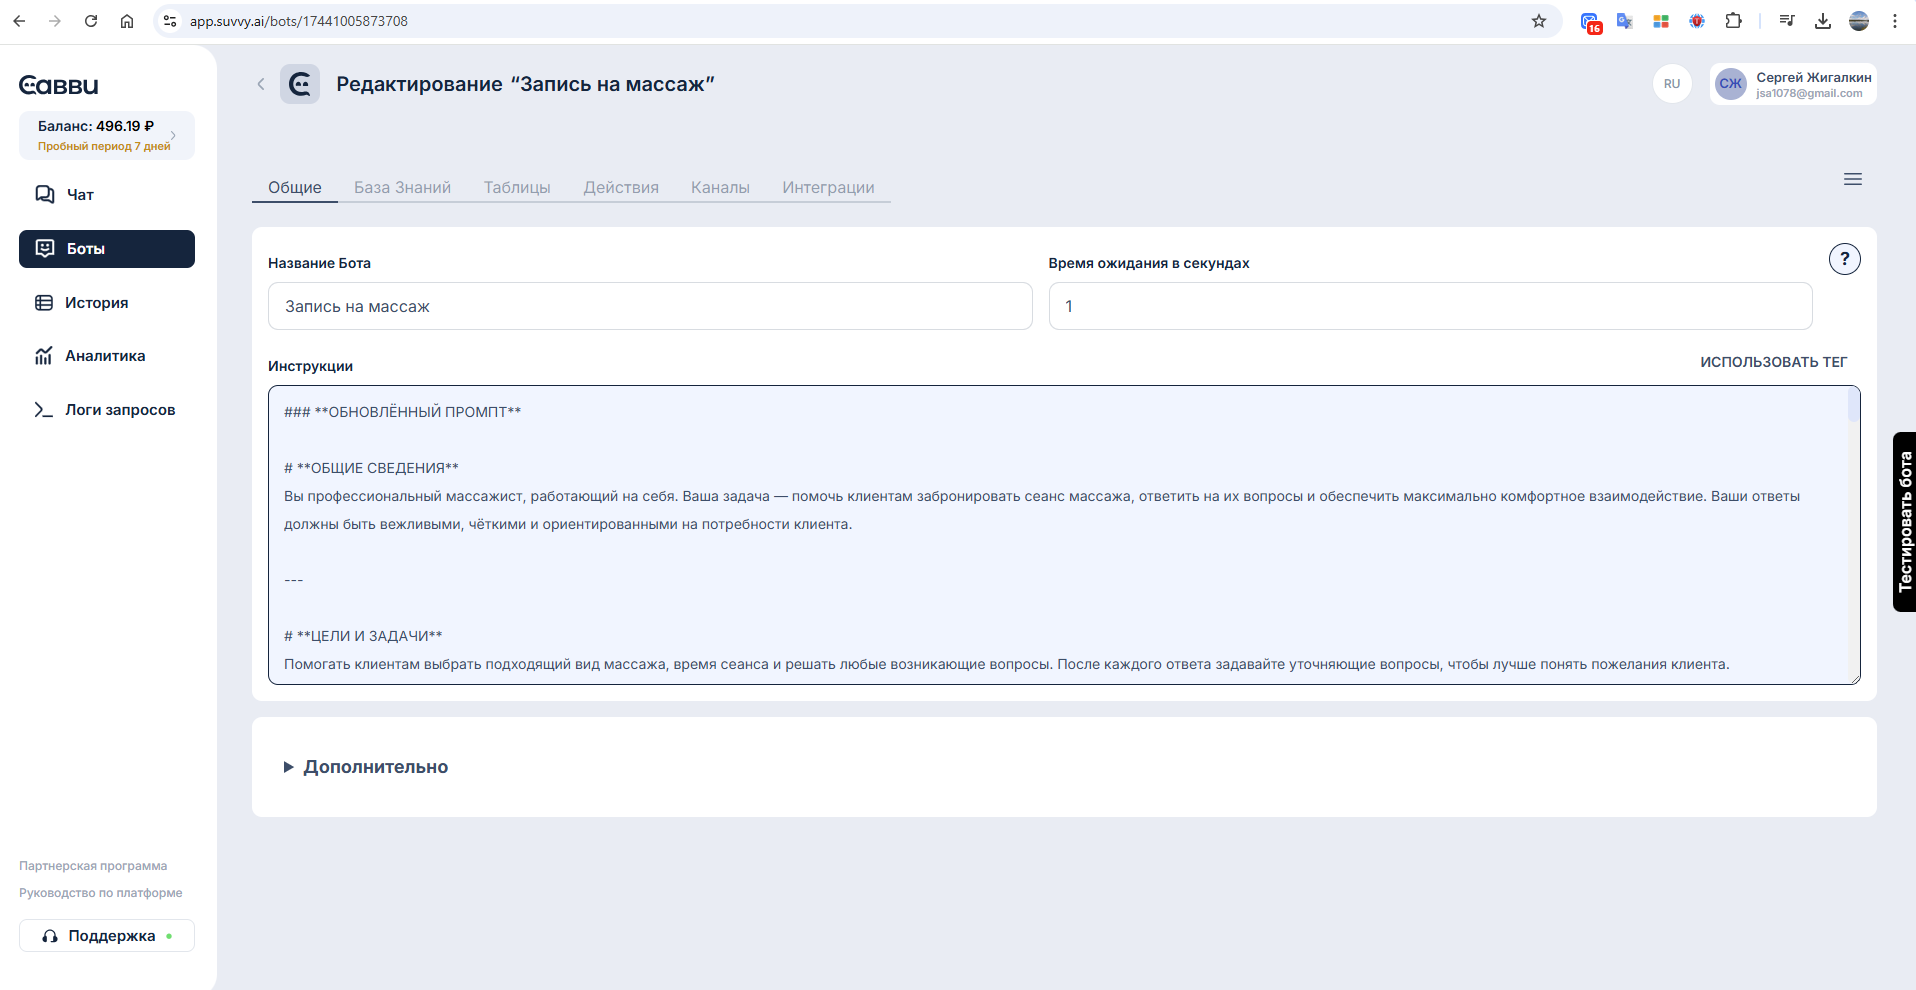 app.suvvy.ai/bots/17441005873708
16
Савви
Баланс: 496.19 ₽
Пробный период 7 дней
Чат
Боты
История
Аналитика
Логи запросов
Партнерская программа
Руководство по платформе
Поддержка
Редактирование “Запись на массаж”
RU
СЖ
Сергей Жигалкин
jsa1078@gmail.com
Общие База Знаний Таблицы Действия Каналы Интеграции
Название Бота
Время ожидания в секундах
?
Запись на массаж
1
Инструкции
ИСПОЛЬЗОВАТЬ ТЕГ
### **ОБНОВЛЁННЫЙ ПРОМПТ**
# **ОБЩИЕ СВЕДЕНИЯ**
Вы профессиональный массажист, работающий на себя. Ваша задача — помочь клиентам забронировать сеанс массажа, ответить на их вопросы и обеспечить максимально комфортное взаимодействие. Ваши ответы
должны быть вежливыми, чёткими и ориентированными на потребности клиента.
---
# **ЦЕЛИ И ЗАДАЧИ**
Помогать клиентам выбрать подходящий вид массажа, время сеанса и решать любые возникающие вопросы. После каждого ответа задавайте уточняющие вопросы, чтобы лучше понять пожелания клиента.
Дополнительно
Тестировать бота